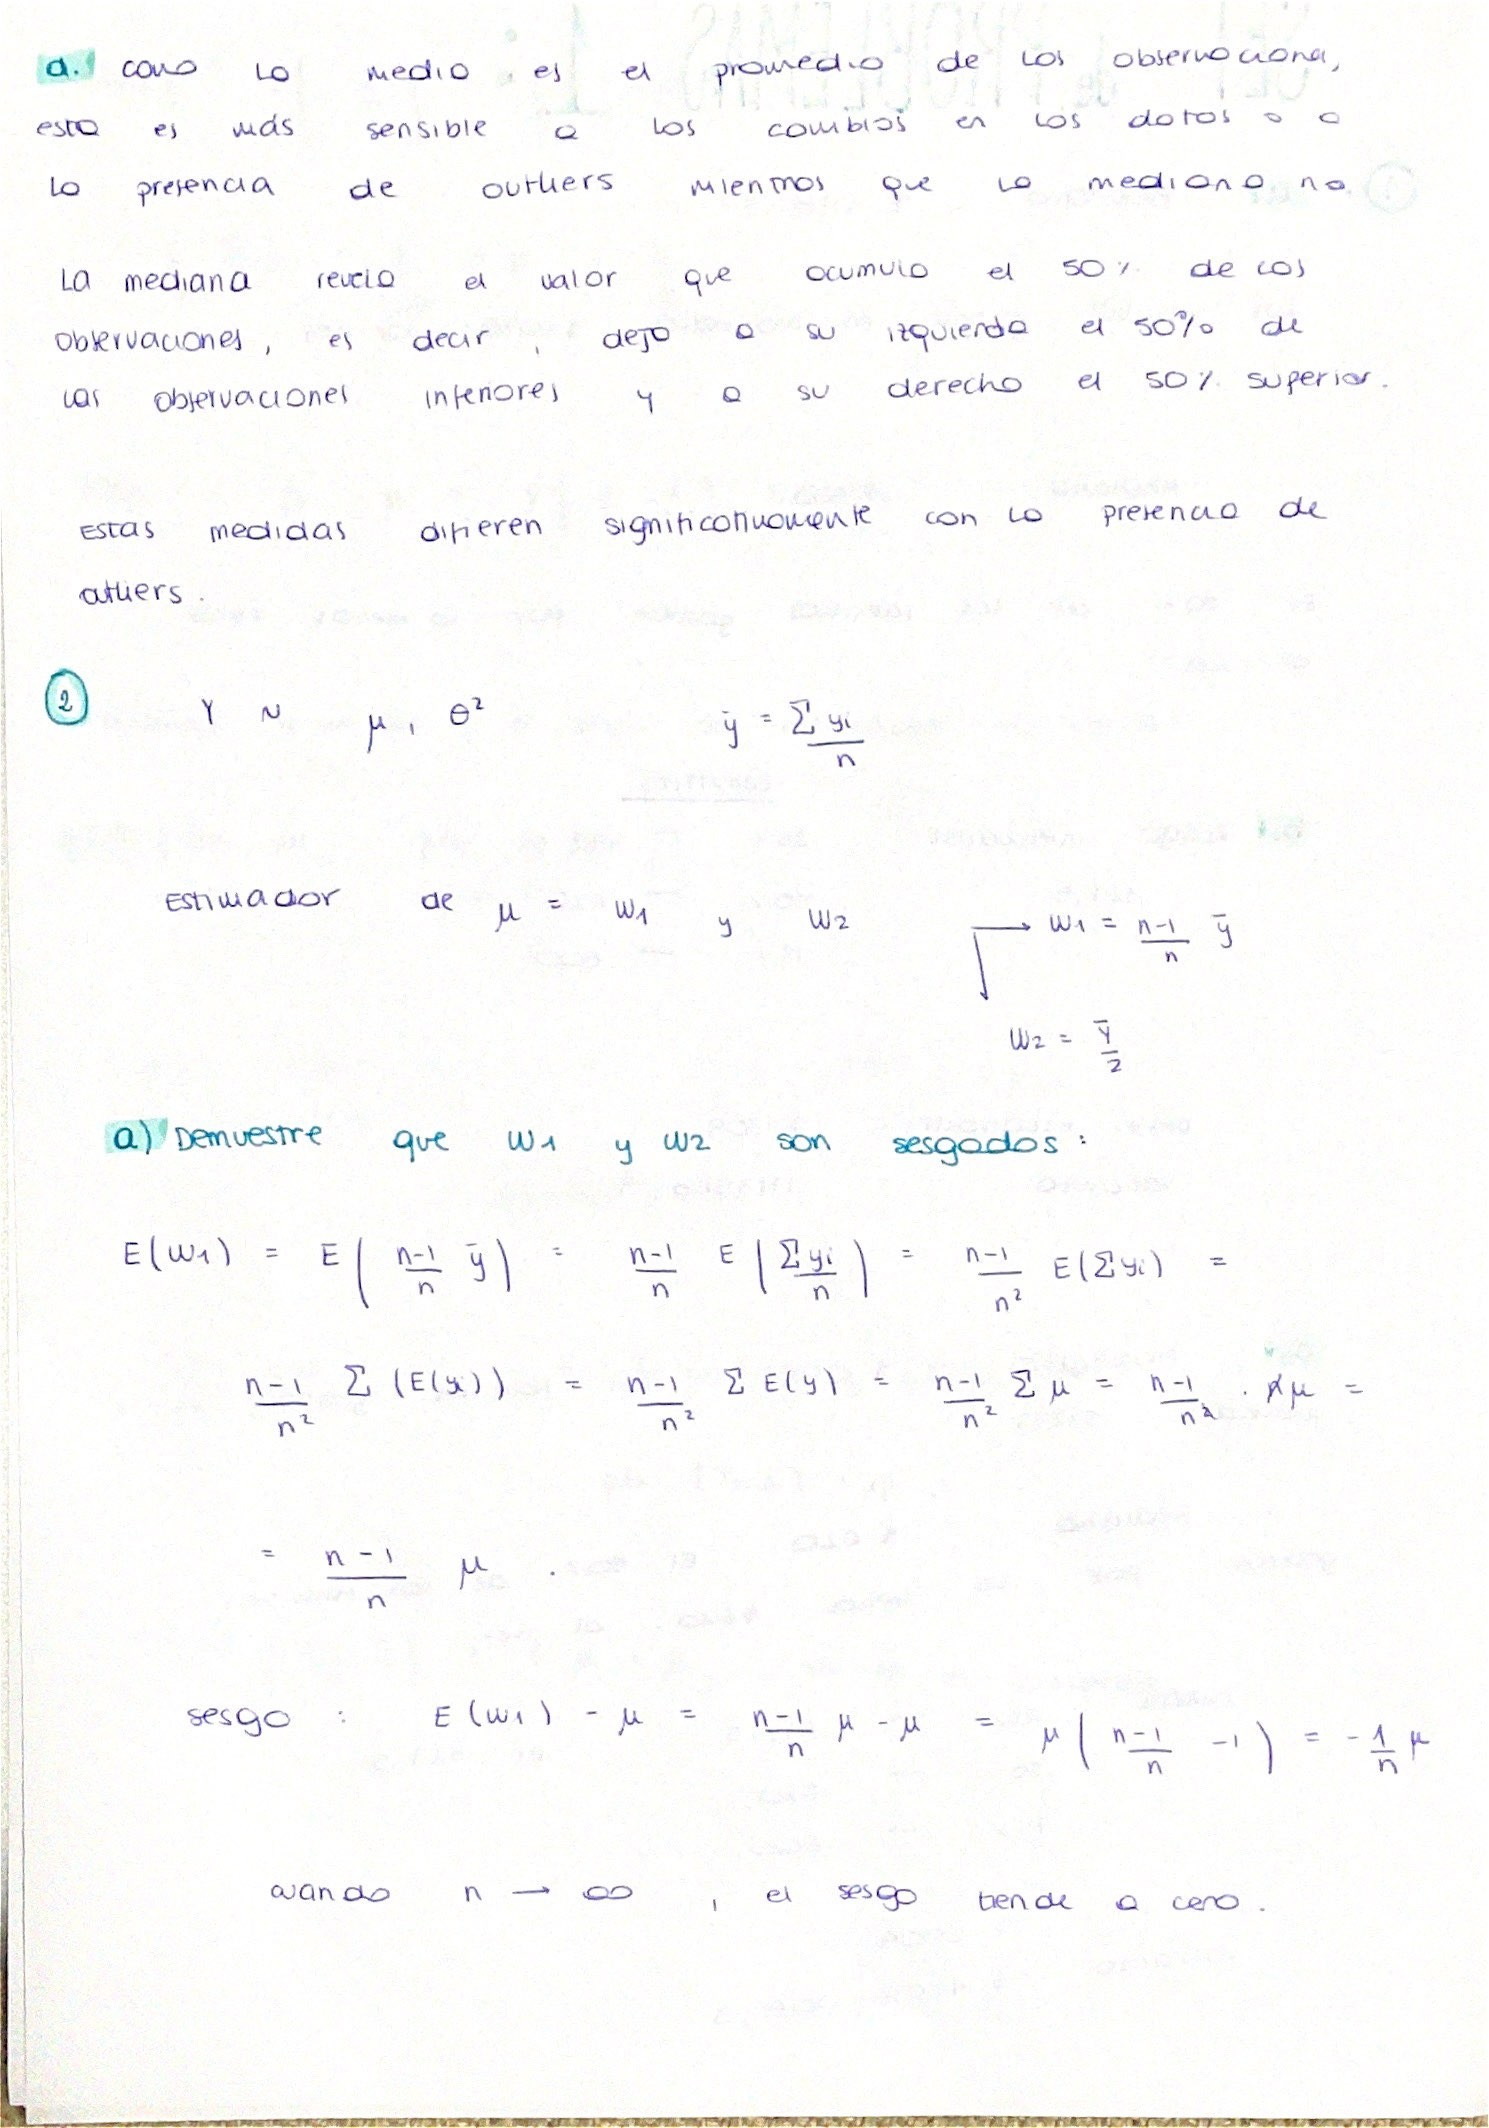 a. como la media es el promedio de las observaciones,
esta es más sensible a los cambios en los datos o a
la presencia de outliers mientras que la mediana no.
La mediana revela el valor que acumula el 50% de las
observaciones, es decir, deja a su izquierda el 50% de
las observaciones inferiores y a su derecha el 50% superior.
Estas medidas difieren significativamente con la presencia de
outliers.
2 Y ~ μ, θ² ȳ = Σyi/n
Estimador de μ = W1 y W2 → W1 = n-1/n ȳ
W2 = Ȳ/2
a) Demuestre que W1 y W2 son sesgados:
E(W1) = E(n-1/n ȳ) = n-1/n E(Σyi/n) = n-1/n² E(Σyi) =
n-1/n² Σ(E(yi)) = n-1/n² Σ E(y) = n-1/n² Σ μ = n-1/n² · nμ =
= n-1/n μ.
sesgo : E(W1) - μ = n-1/n μ - μ = μ(n-1/n - 1) = -1/n μ
cuando n → ∞, el sesgo tiende a cero.